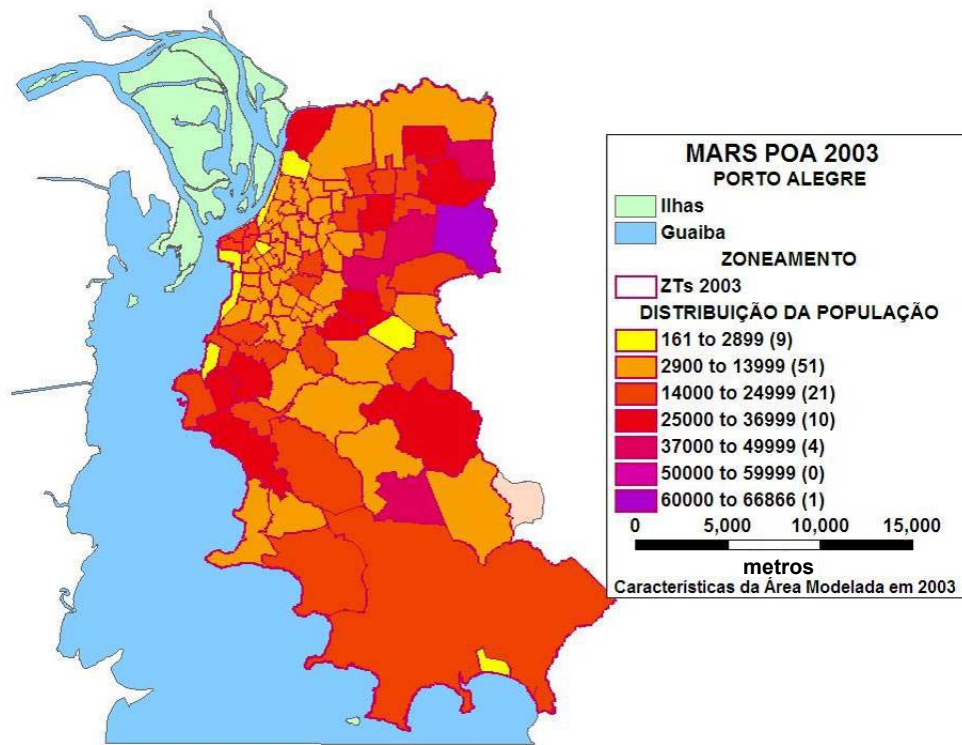 MARS POA 2003
PORTO ALEGRE
Ilhas
Guaiba
ZONEAMENTO
ZTs 2003
DISTRIBUIÇÃO DA POPULAÇÃO
161 to 2899 (9)
2900 to 13999 (51)
14000 to 24999 (21)
25000 to 36999 (10)
37000 to 49999 (4)
50000 to 59999 (0)
60000 to 66866 (1)
0 5,000 10,000 15,000
metros
Características da Área Modelada em 2003